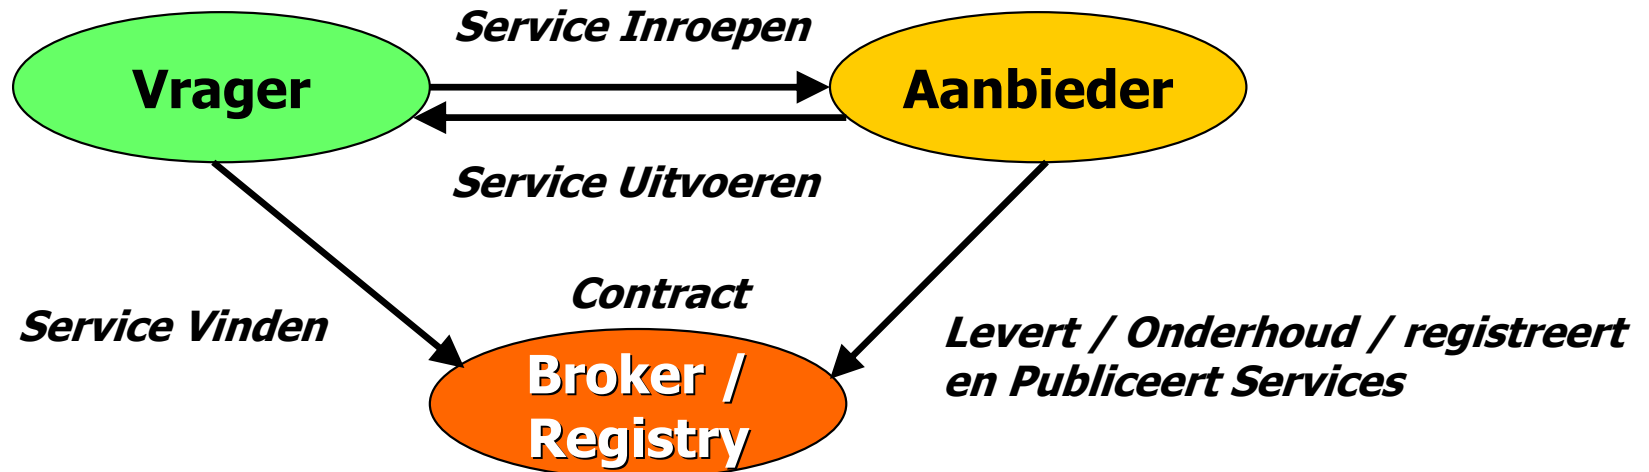 Service Inroepen
Vrager
Aanbieder
Service Uitvoeren
Contract
Service Vinden
Levert / Onderhoud / registreert
en Publiceert Services
Broker /
Registry